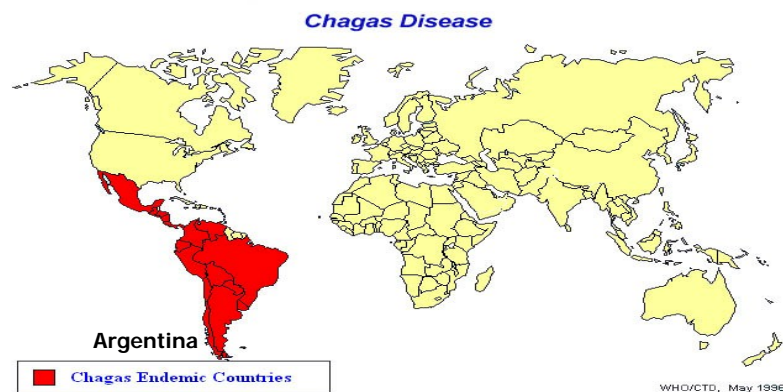 Chagas Disease
Argentina
Chagas Endemic Countries
WHO/CTD, May 1996